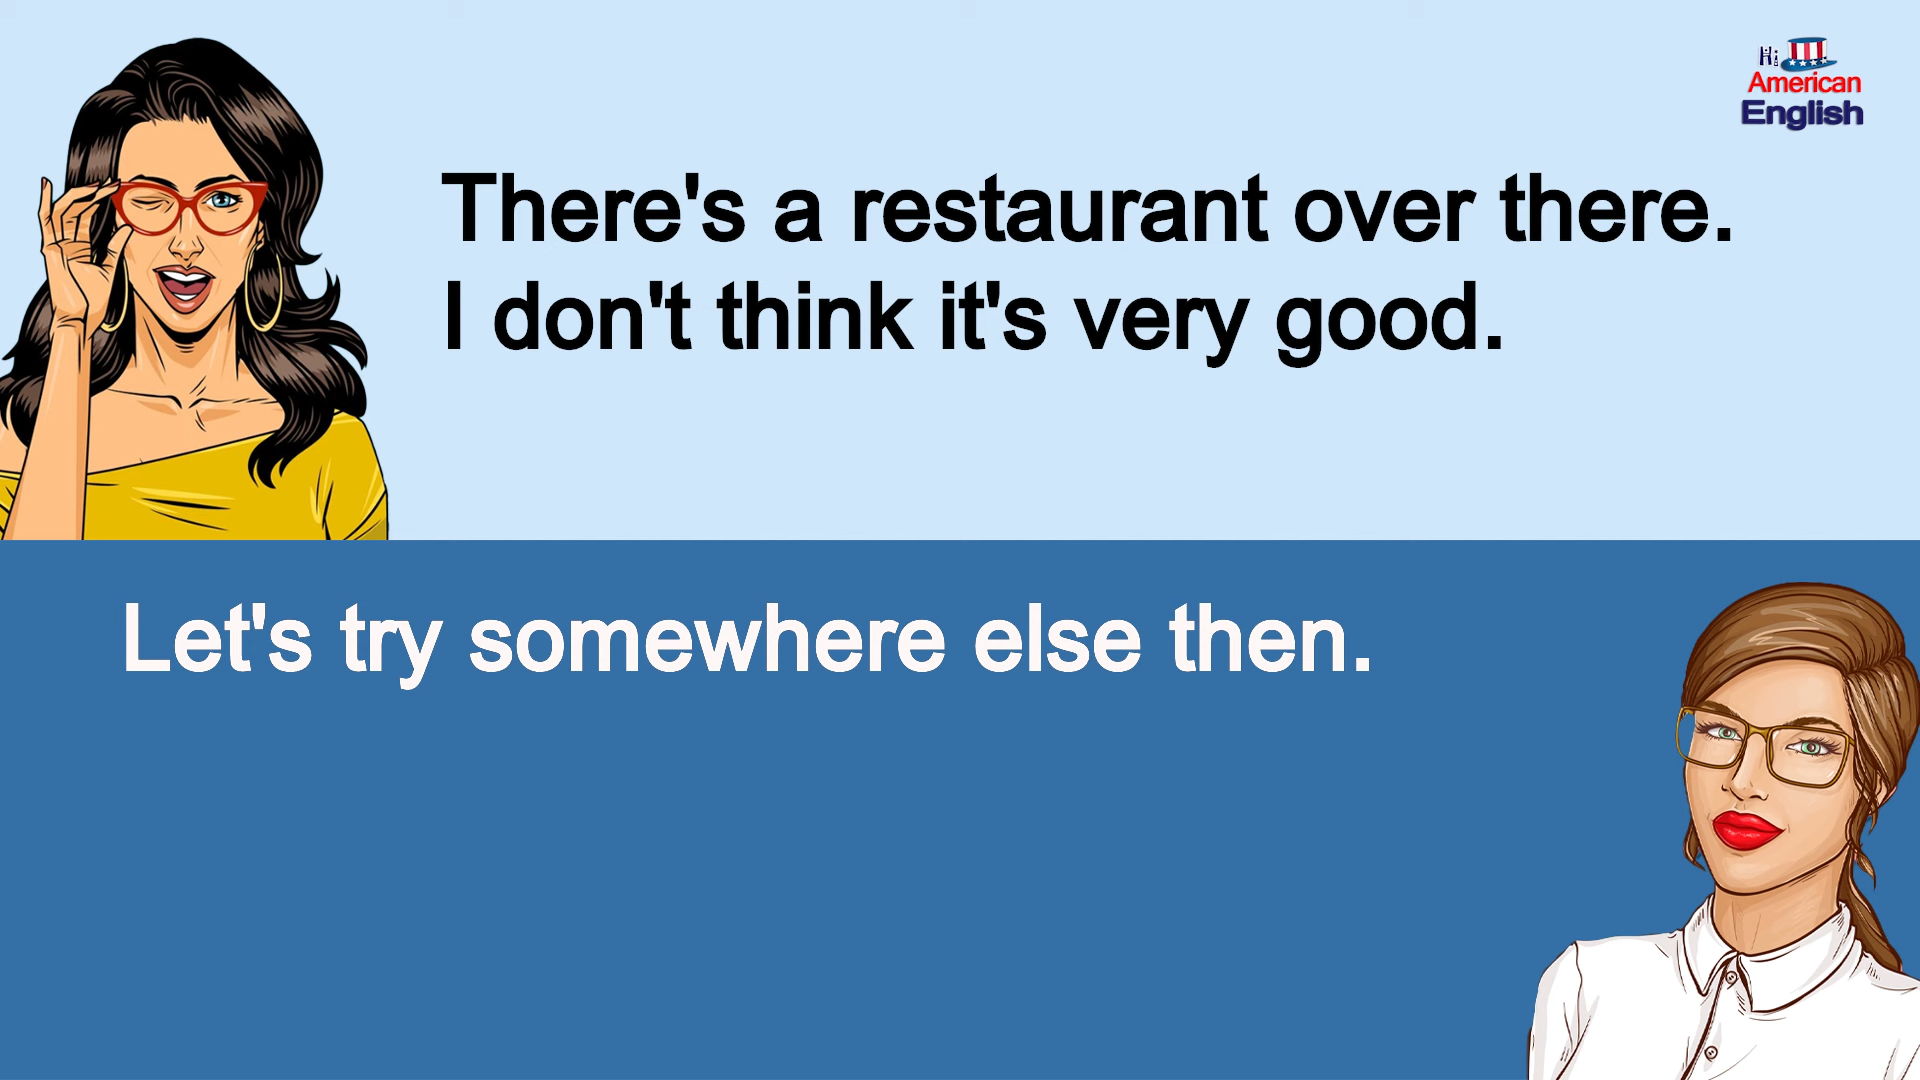 Hi
American
English
There's a restaurant over there.
I don't think it's very good.
Let's try somewhere else then.